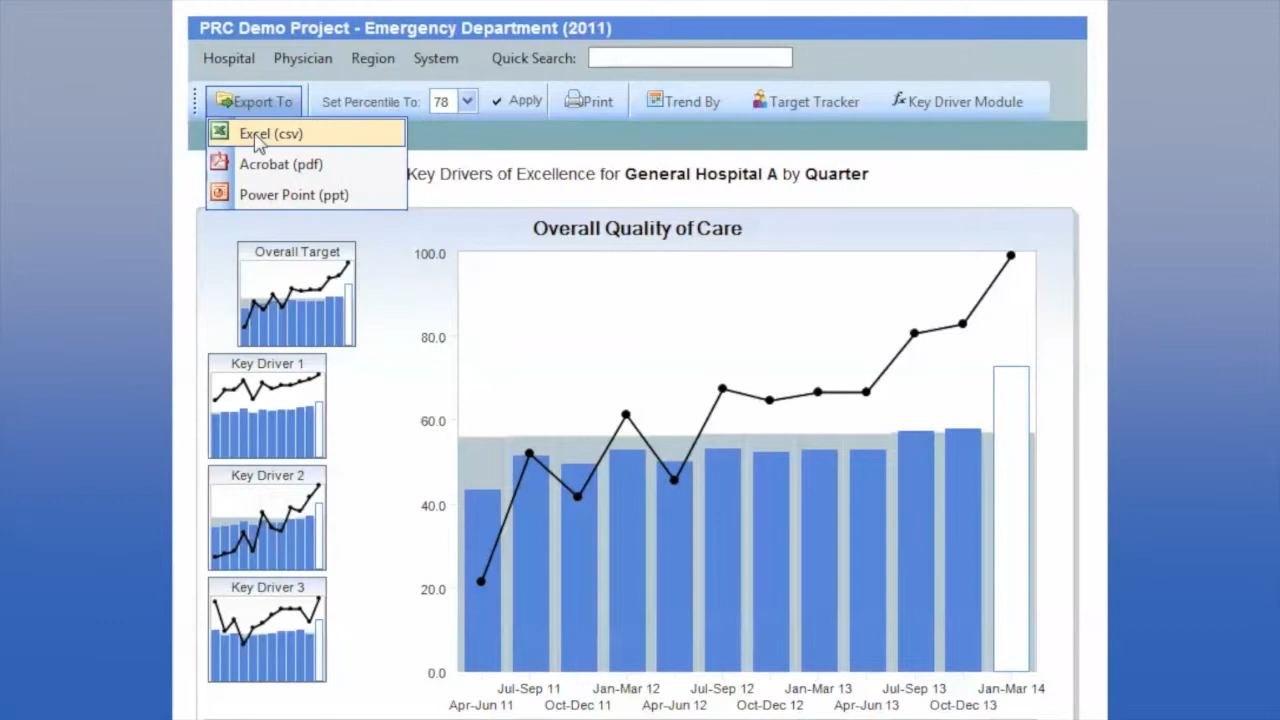 PRC Demo Project - Emergency Department (2011)
Hospital Physician Region System Quick Search:
Export To Set Percentile To: 78 Apply Print Trend By Target Tracker fx Key Driver Module
Excel (csv)
Acrobat (pdf)
Power Point (ppt)
Key Drivers of Excellence for General Hospital A by Quarter
Overall Quality of Care
Overall Target
Key Driver 1
Key Driver 2
Key Driver 3
100.0
80.0
60.0
40.0
20.0
0.0
Jul-Sep 11 Jan-Mar 12 Jul-Sep 12 Jan-Mar 13 Jul-Sep 13 Jan-Mar 14
Apr-Jun 11 Oct-Dec 11 Apr-Jun 12 Oct-Dec 12 Apr-Jun 13 Oct-Dec 13